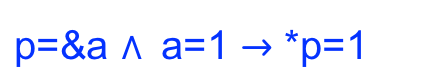 p=&a ∧ a=1 → *p=1